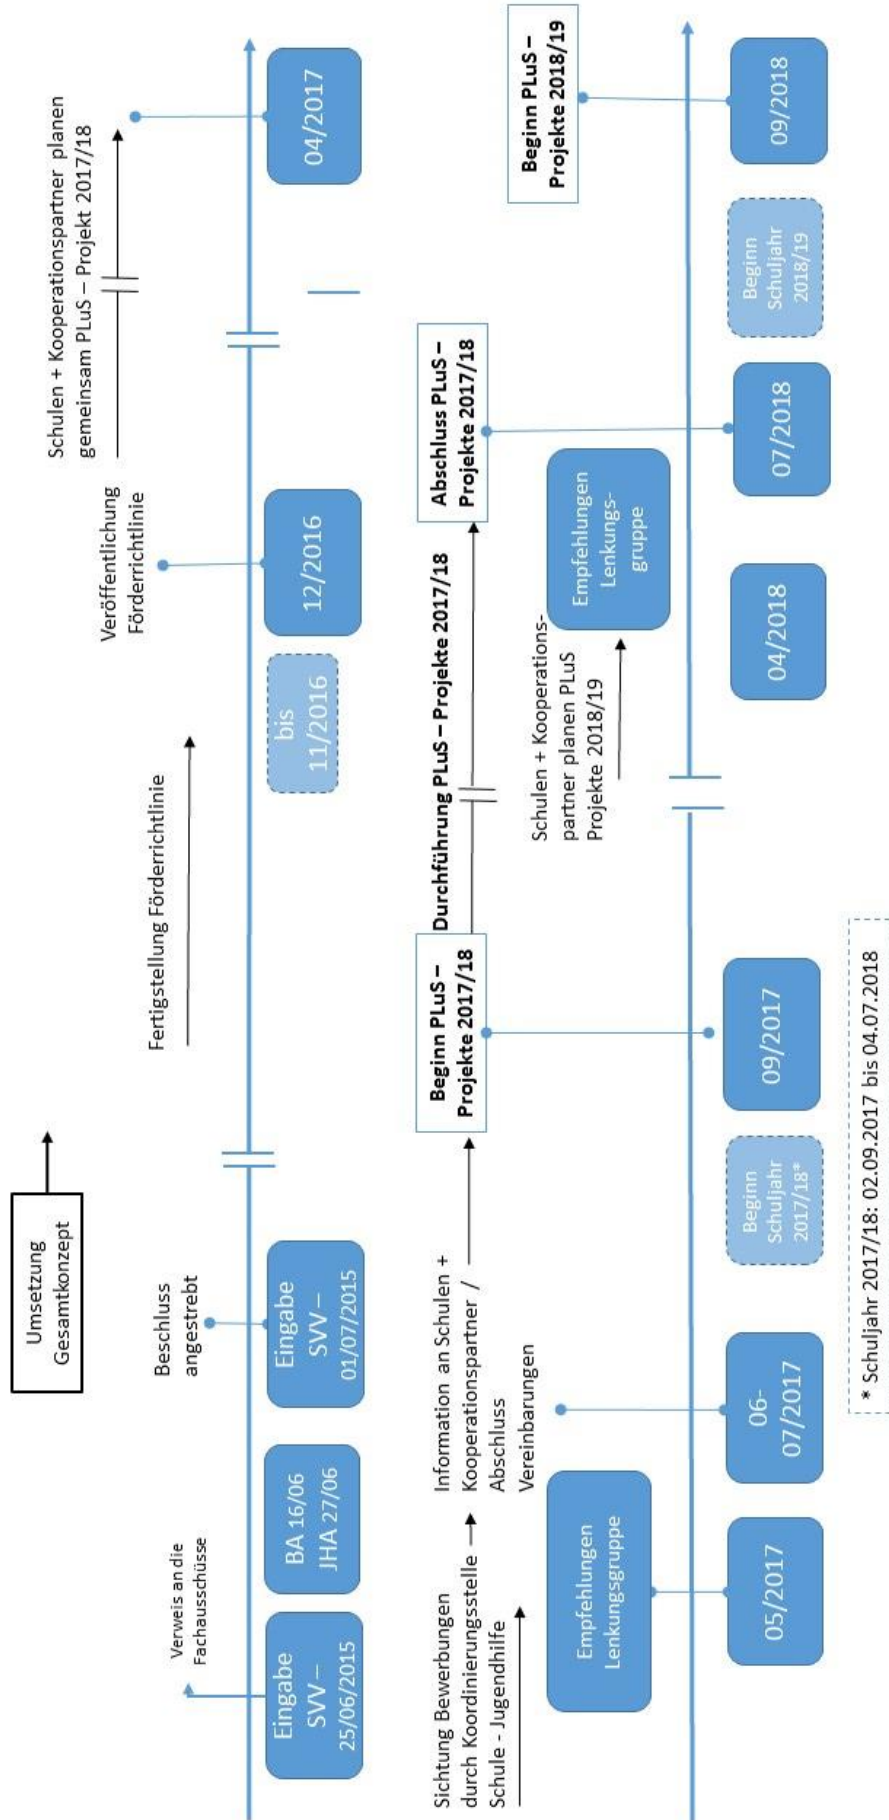 Umsetzung
Gesamtkonzept
Verweis an die
Fachausschüsse
Beschluss
angestrebt
Fertigstellung Förderrichtlinie
Veröffentlichung
Förderrichtlinie
Schulen + Kooperationspartner planen
gemeinsam PLuS – Projekt 2017/18
Eingabe
SVV –
25/06/2015
BA 16/06
JHA 27/06
Eingabe
SVV –
01/07/2015
bis
11/2016
12/2016
04/2017
Sichtung Bewerbungen
durch Koordinierungsstelle
Schule - Jugendhilfe
Information an Schulen +
Kooperationspartner /
Abschluss
Vereinbarungen
Beginn PLuS –
Projekte 2017/18
Durchführung PLuS – Projekte 2017/18
Abschluss PLuS –
Projekte 2017/18
Beginn PLuS –
Projekte 2018/19
Empfehlungen
Lenkungsgruppe
Schulen + Kooperations-
partner planen PLuS
Projekte 2018/19
Empfehlungen
Lenkungs-
gruppe
05/2017
06-
07/2017
Beginn
Schuljahr
2017/18*
09/2017
04/2018
07/2018
Beginn
Schuljahr
2018/19
09/2018
* Schuljahr 2017/18: 02.09.2017 bis 04.07.2018